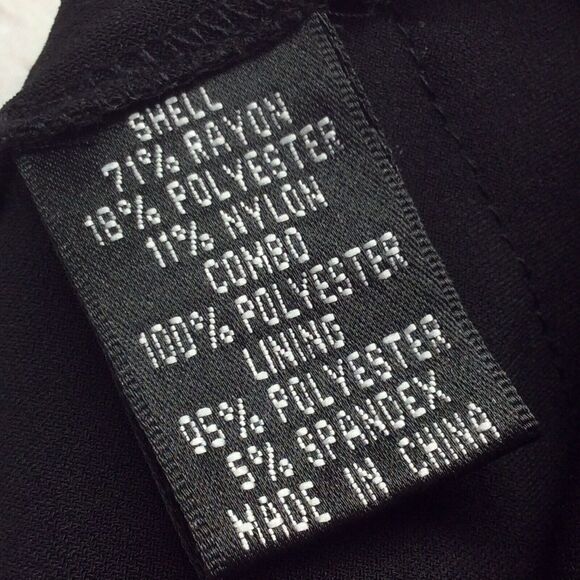 SHELL
71% RAYON
18% POLYESTER
11% NYLON
COMBO
100% POLYESTER
LINING
95% POLYESTER
5% SPANDEX
MADE IN CHINA